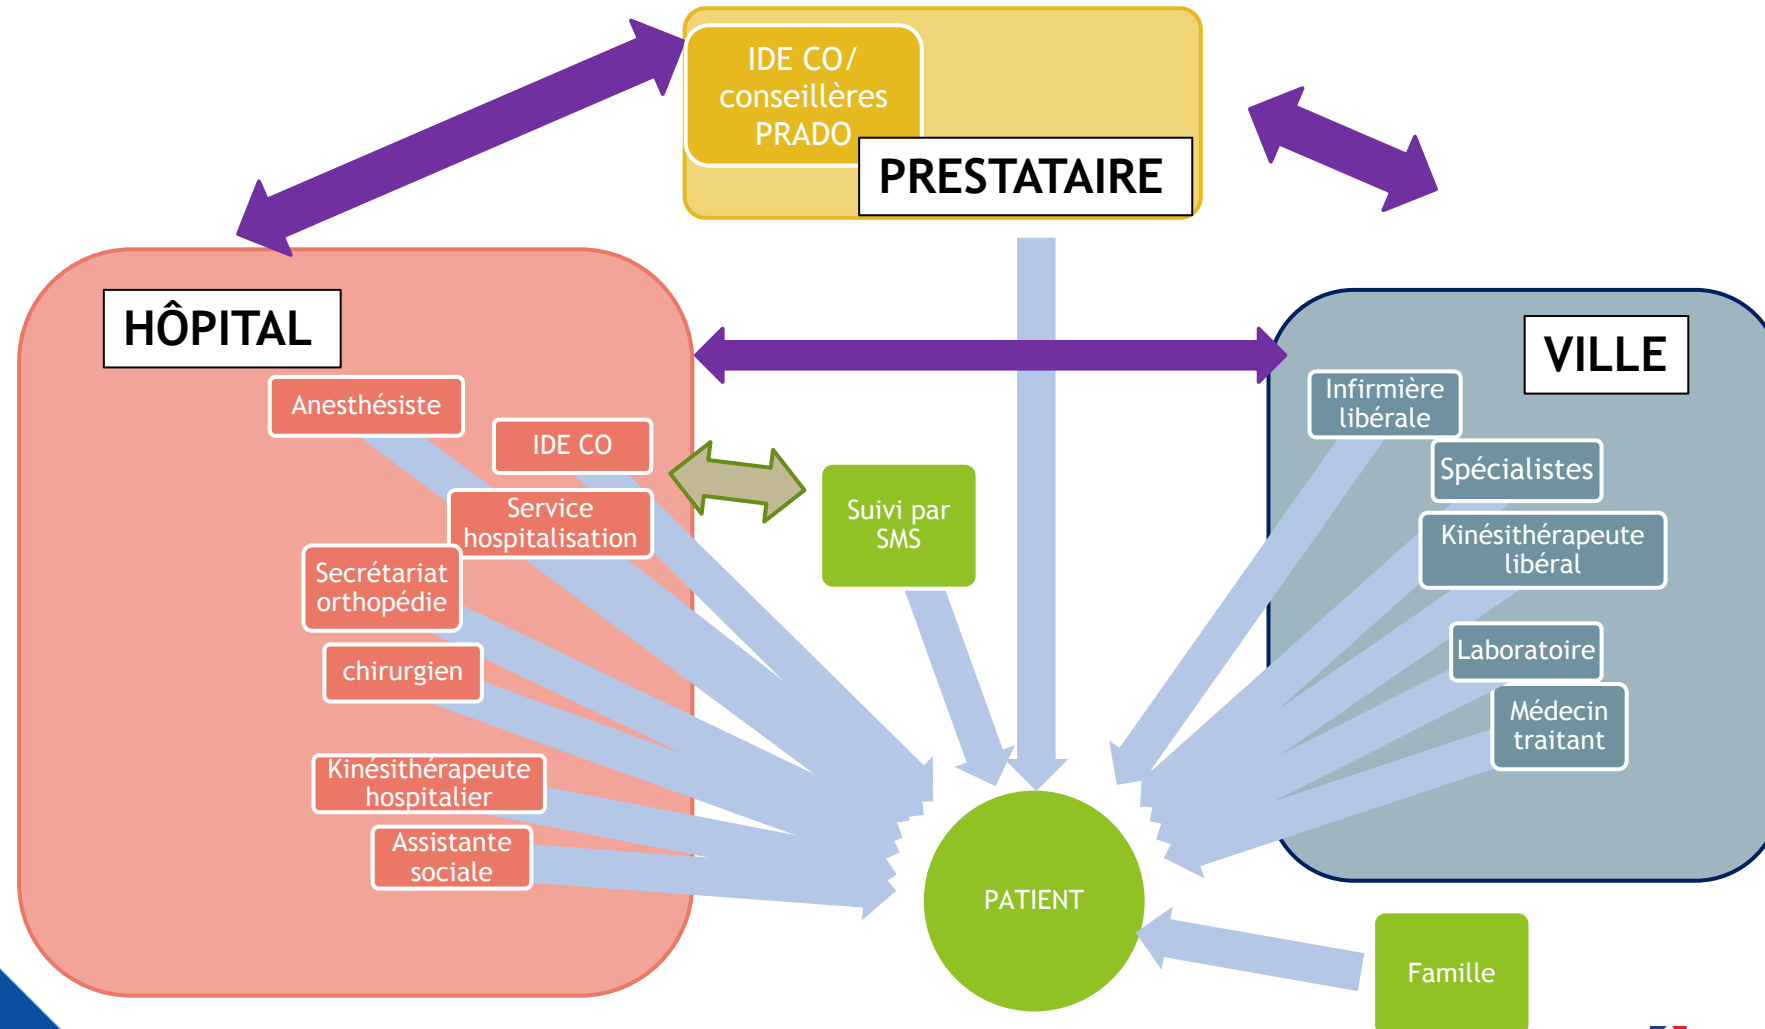 IDE CO/
conseillères
PRADO
PRESTATAIRE
HÔPITAL
Anesthésiste
IDE CO
Service
hospitalisation
Secrétariat
orthopédie
chirurgien
Kinésithérapeute
hospitalier
Assistante
sociale
Suivi par
SMS
VILLE
Infirmière
libérale
Spécialistes
Kinésithérapeute
libéral
Laboratoire
Médecin
traitant
PATIENT
Famille